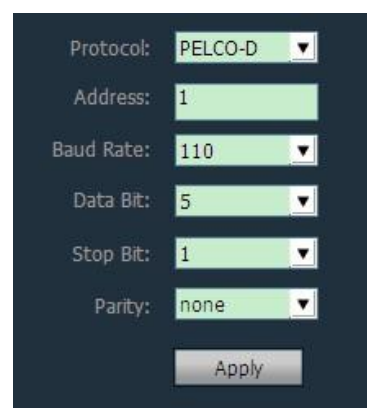 Protocol: PELCO-D
Address: 1
Baud Rate: 110
Data Bit: 5
Stop Bit: 1
Parity: none
Apply